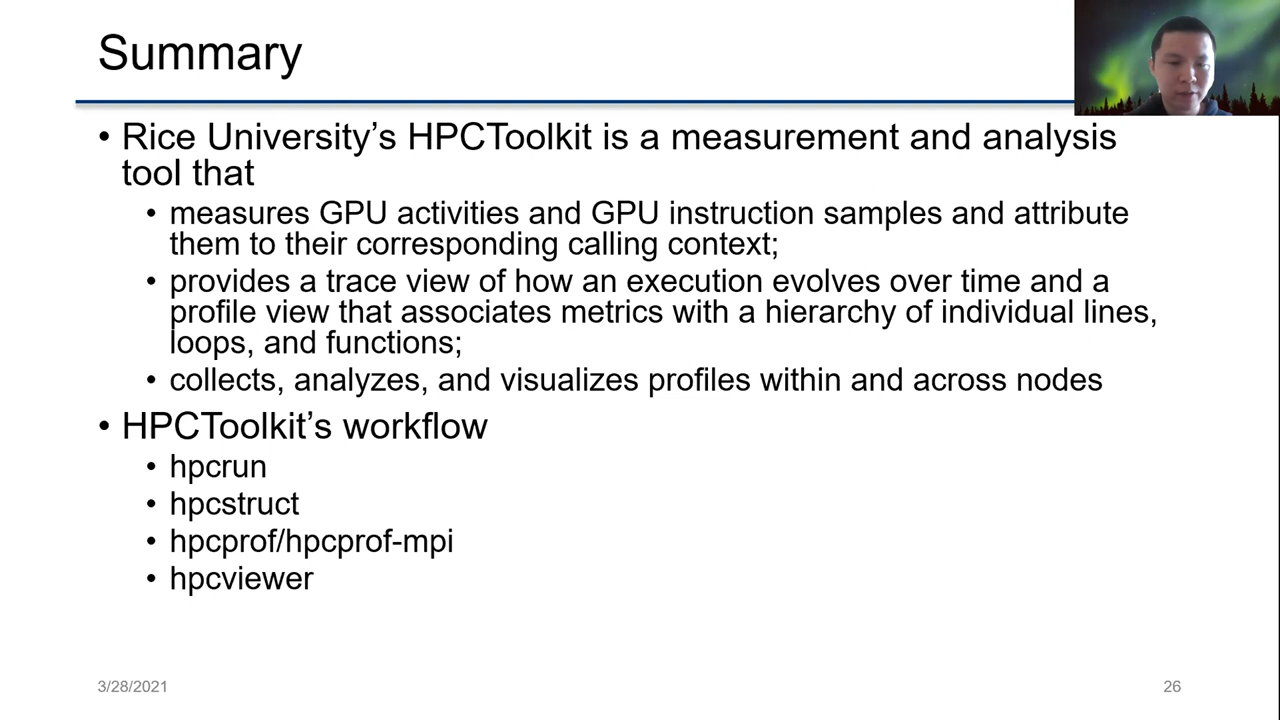 Summary
• Rice University’s HPCToolkit is a measurement and analysis
tool that
• measures GPU activities and GPU instruction samples and attribute
them to their corresponding calling context;
• provides a trace view of how an execution evolves over time and a
profile view that associates metrics with a hierarchy of individual lines,
loops, and functions;
• collects, analyzes, and visualizes profiles within and across nodes
• HPCToolkit’s workflow
• hpcrun
• hpcstruct
• hpcprof/hpcprof-mpi
• hpcviewer
3/28/2021
26